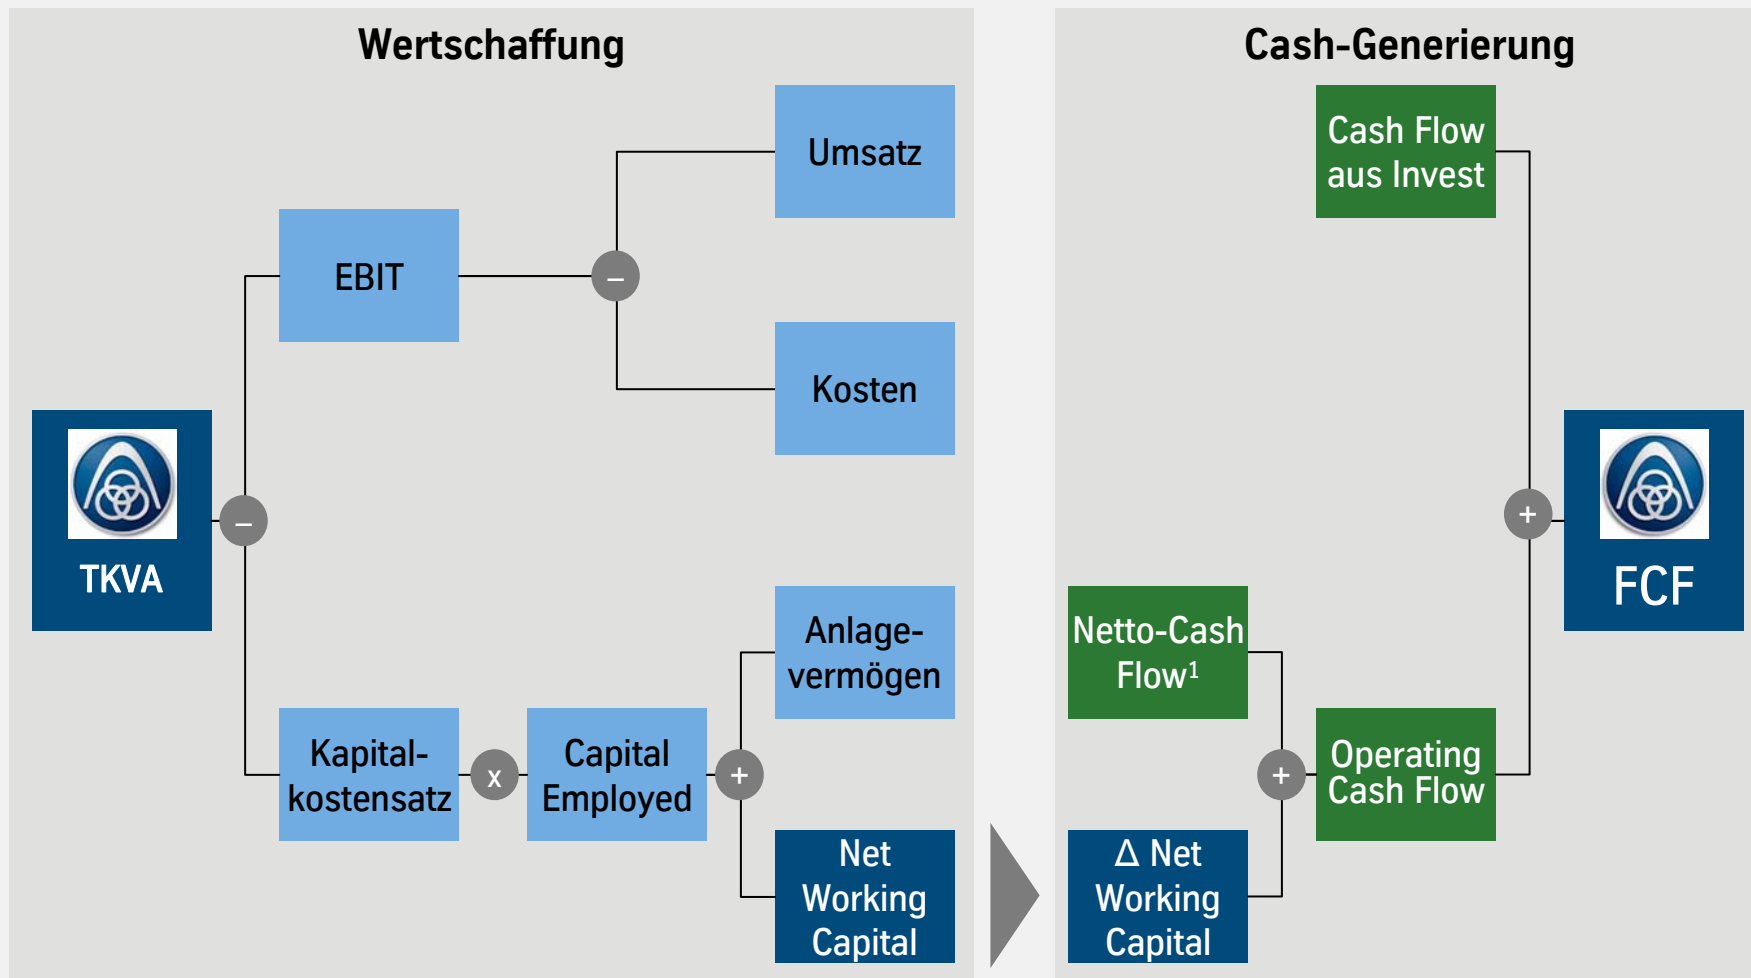 Wertschaffung
Umsatz
EBIT
–
Kosten
TKVA
–
Anlage-
vermögen
Kapital-
kostensatz
x
Capital
Employed
+
Net
Working
Capital
Cash-Generierung
Cash Flow
aus Invest
+
FCF
Netto-Cash
Flow¹
+
Operating
Cash Flow
Δ Net
Working
Capital